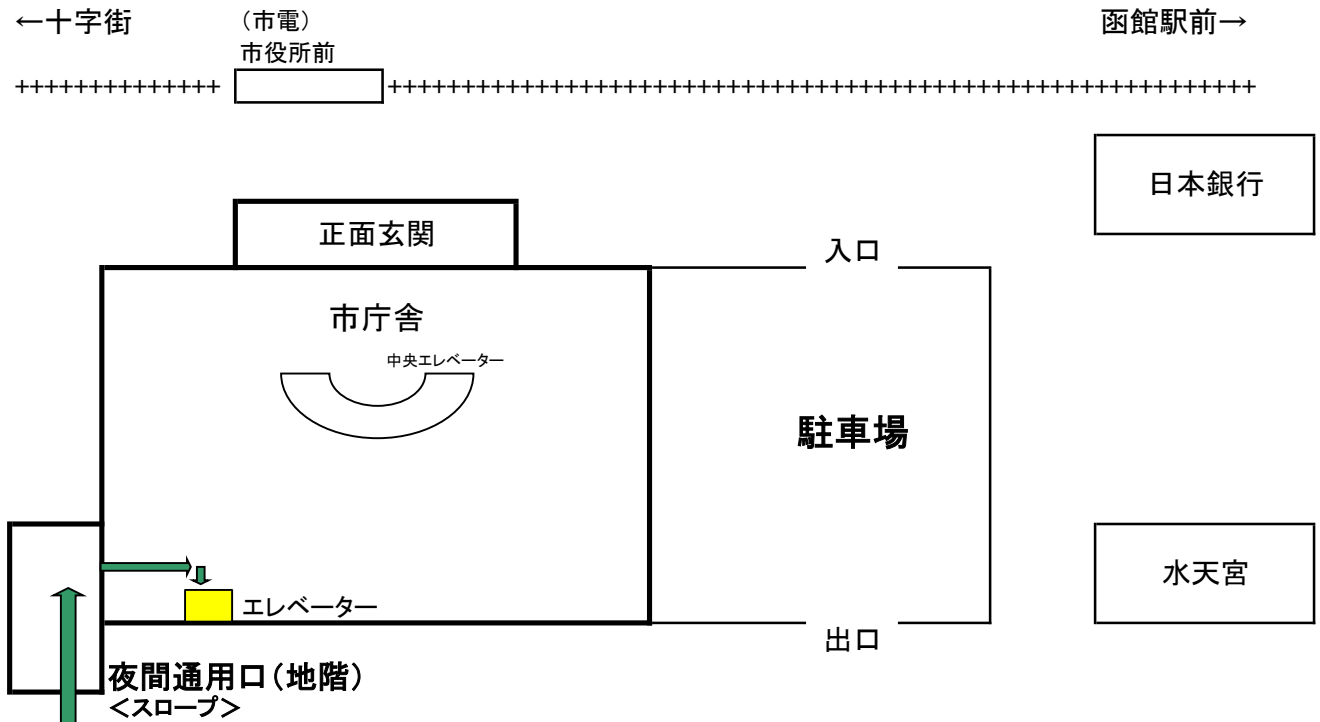 ←十字街
（市電）
市役所前
函館駅前→
日本銀行
正面玄関
入口
市庁舎
中央エレベーター
駐車場
水天宮
エレベーター
出口
夜間通用口（地階）
＜スロープ＞